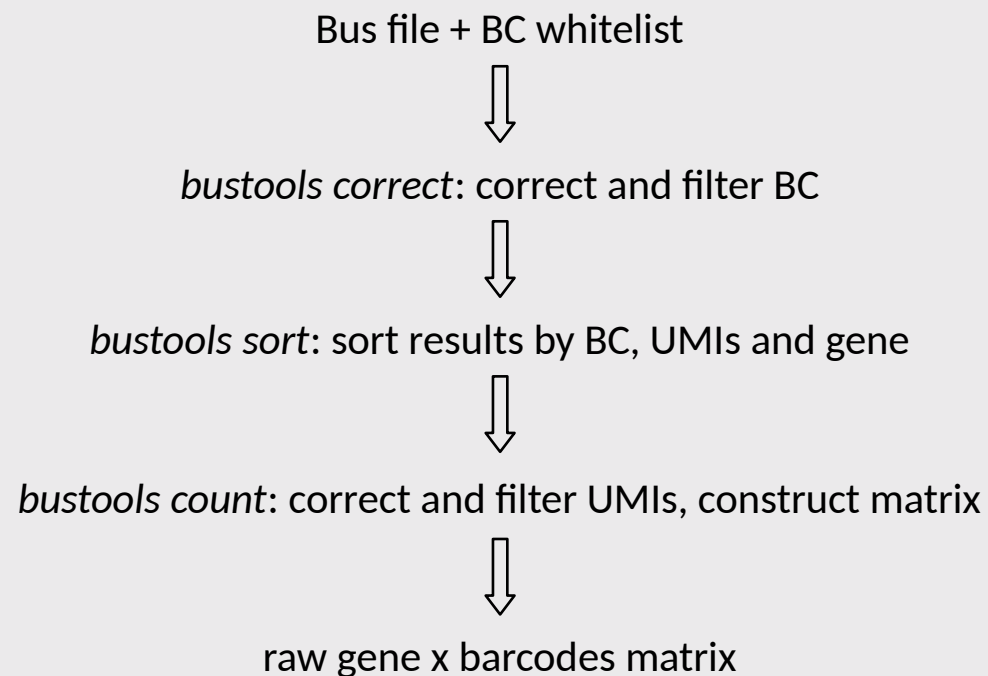 Bus file + BC whitelist
bustools correct: correct and filter BC
bustools sort: sort results by BC, UMIs and gene
bustools count: correct and filter UMIs, construct matrix
raw gene x barcodes matrix